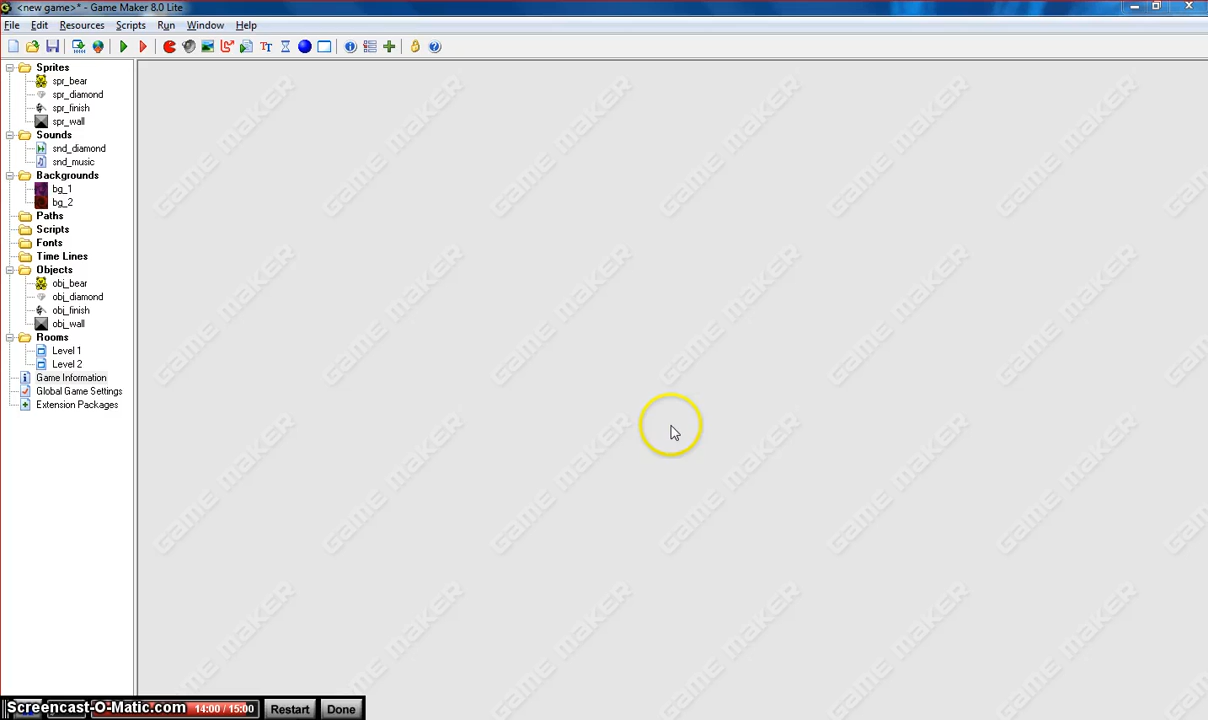 <new game>* - Game Maker 8.0 Lite
File Edit Resources Scripts Run Window Help
Sprites
spr_bear
spr_diamond
spr_finish
spr_wall
Sounds
snd_diamond
snd_music
Backgrounds
bg_1
bg_2
Paths
Scripts
Fonts
Time Lines
Objects
obj_bear
obj_diamond
obj_finish
obj_wall
Rooms
Level 1
Level 2
Game Information
Global Game Settings
Extension Packages
GAME MAKER
Screencast-O-Matic.com 14:00 / 15:00 Restart Done